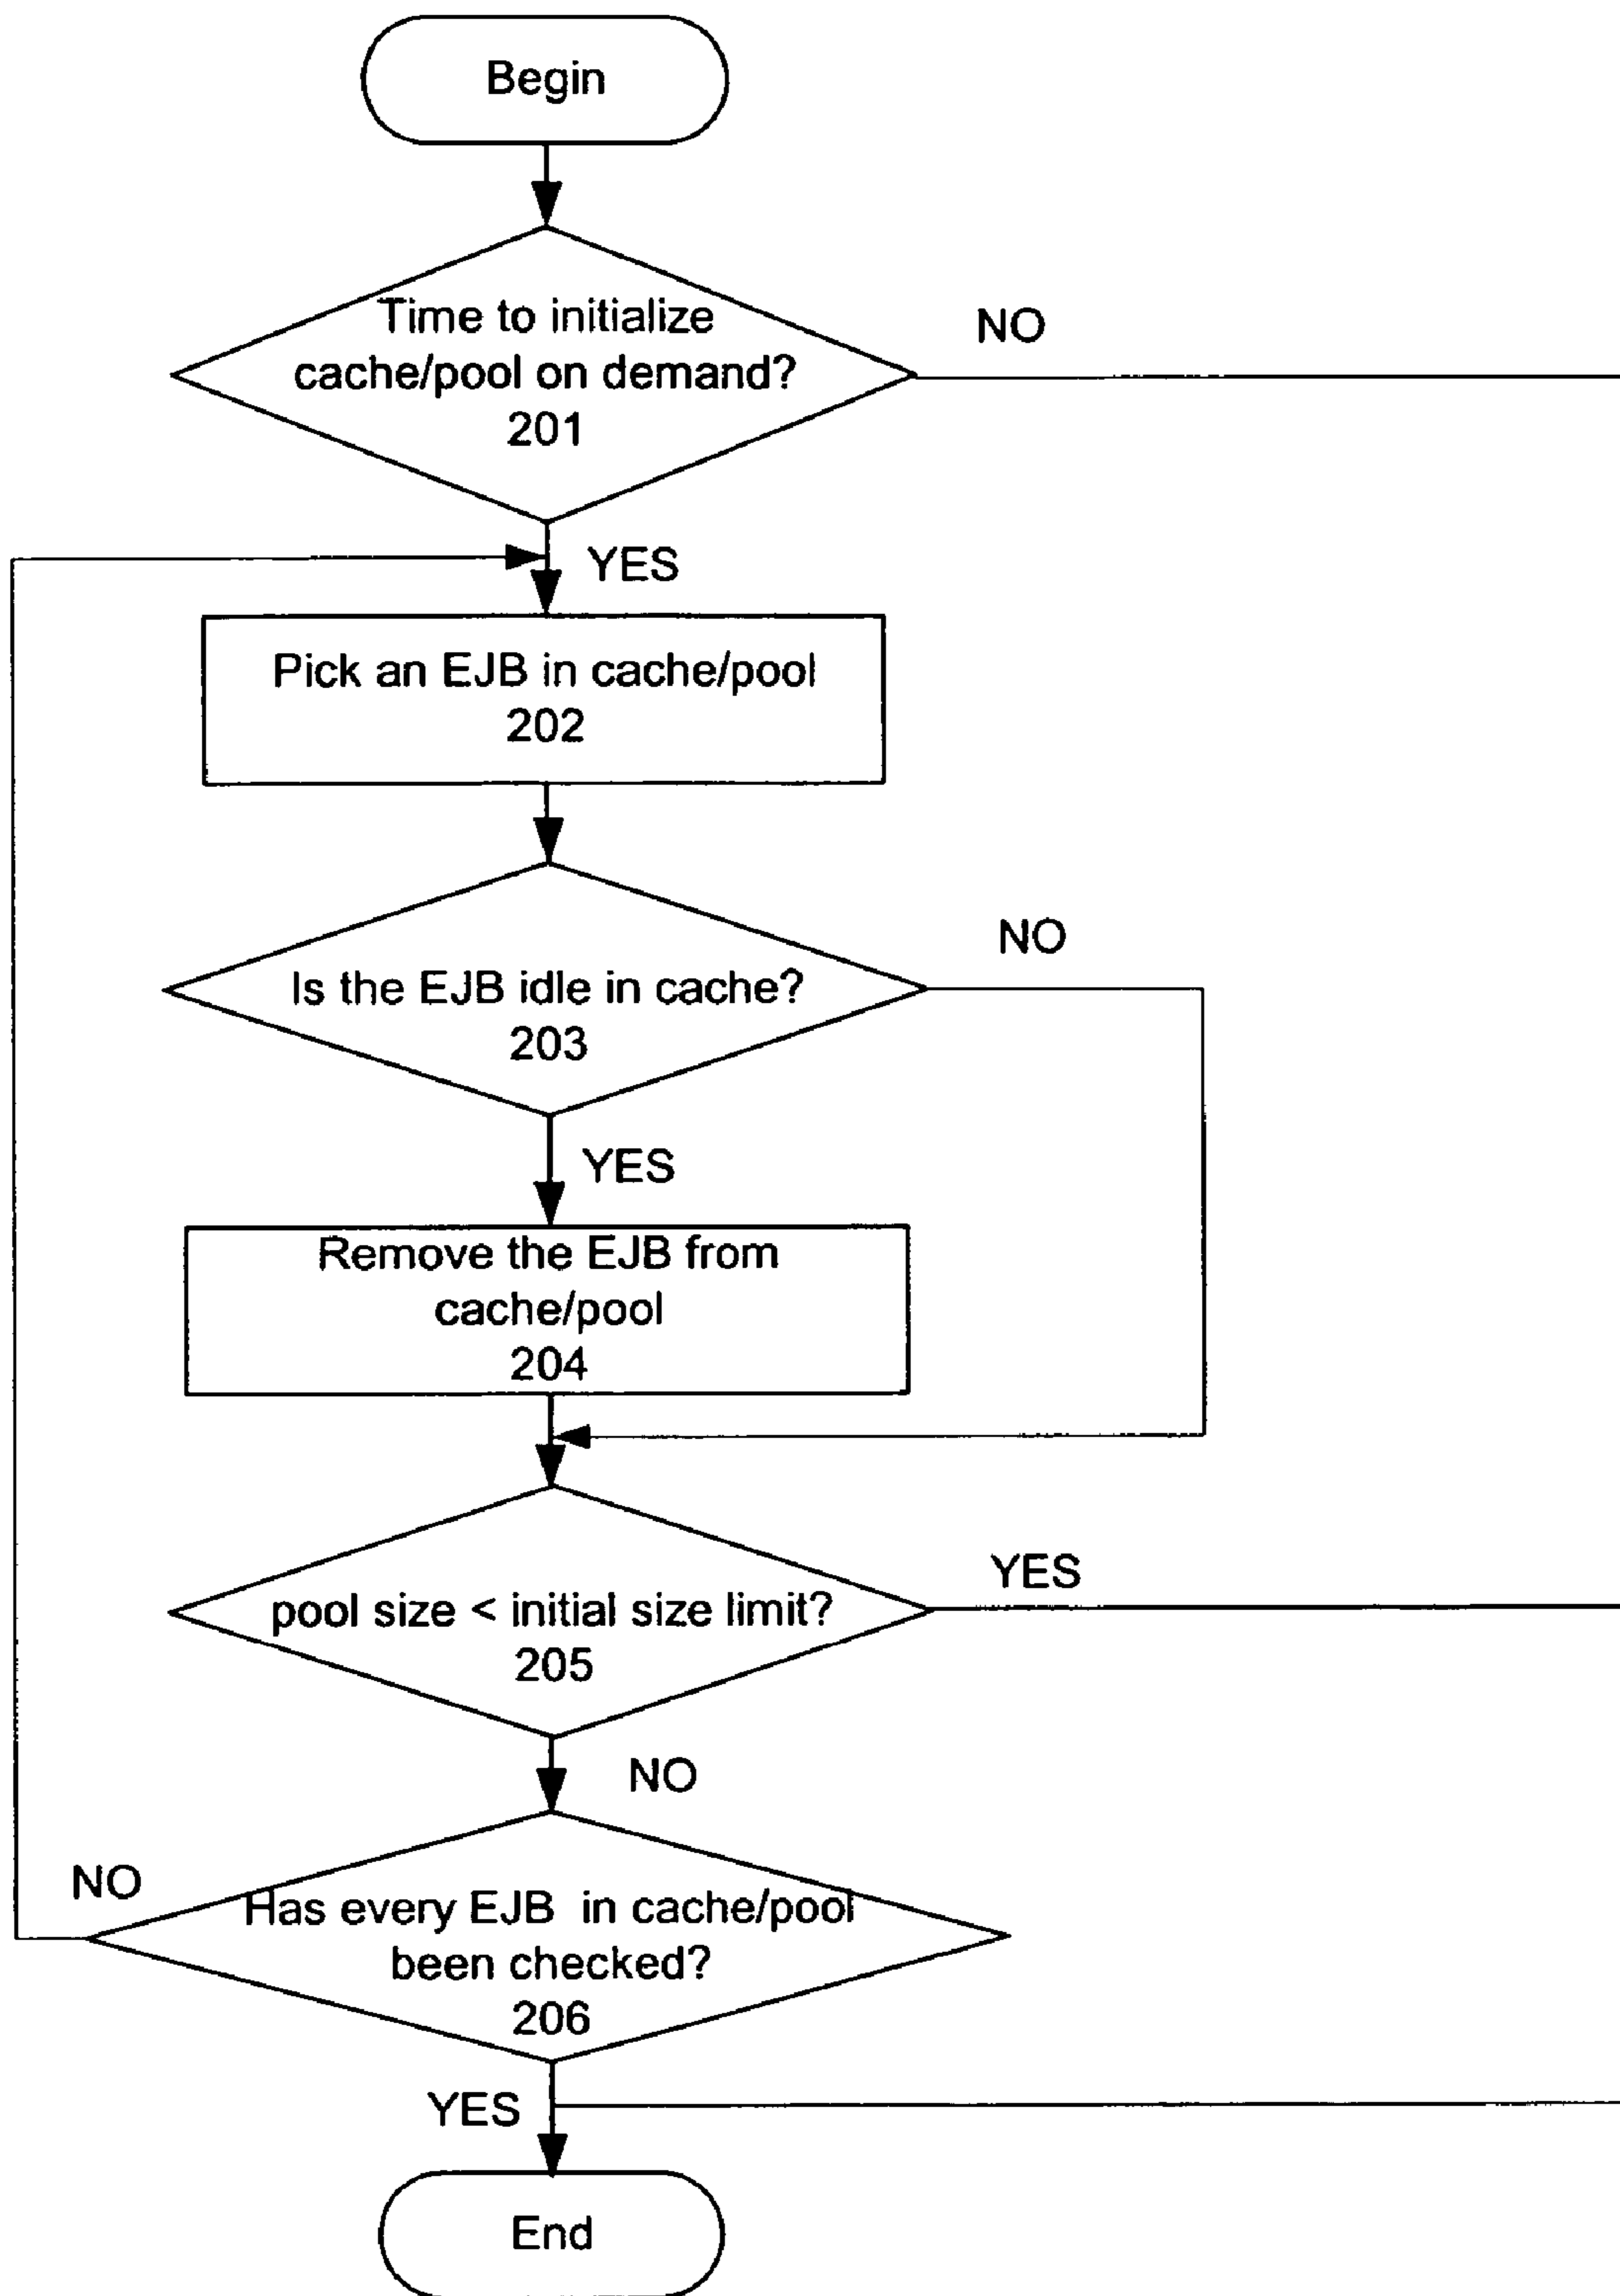 Begin
Time to initialize
cache/pool on demand?
201
NO
YES
Pick an EJB in cache/pool
202
Is the EJB idle in cache?
203
NO
YES
Remove the EJB from
cache/pool
204
pool size < initial size limit?
205
YES
NO
Has every EJB in cache/pool
been checked?
206
NO
YES
End